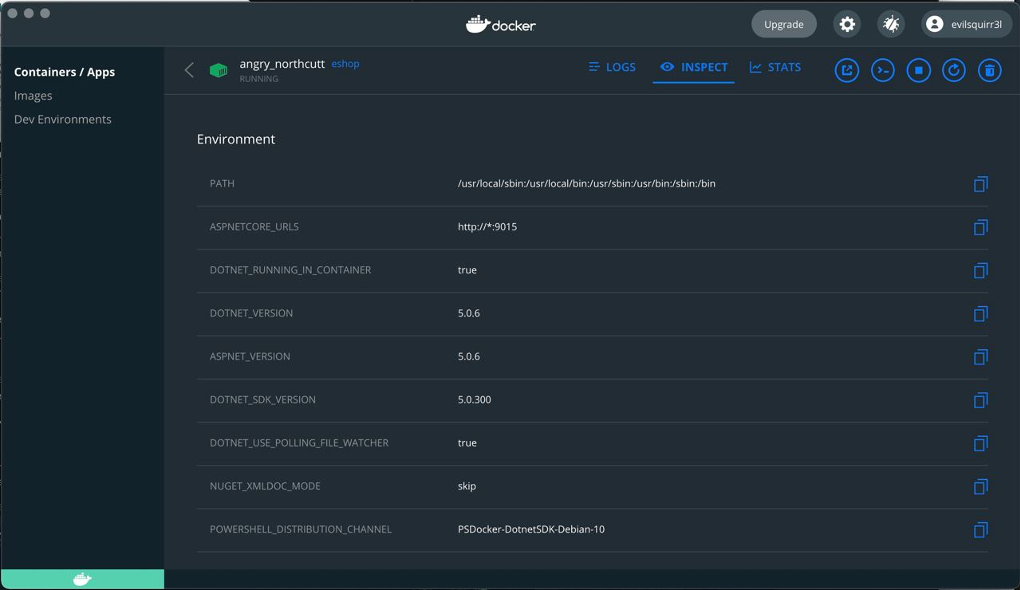 docker
Upgrade
evilsquirr3l
Containers / Apps
Images
Dev Environments
angry_northcutt eshop
RUNNING
LOGS
INSPECT
STATS
Environment
PATH /usr/local/sbin:/usr/local/bin:/usr/sbin:/usr/bin:/sbin:/bin
ASPNETCORE_URLS http://*:9015
DOTNET_RUNNING_IN_CONTAINER true
DOTNET_VERSION 5.0.6
ASPNET_VERSION 5.0.6
DOTNET_SDK_VERSION 5.0.300
DOTNET_USE_POLLING_FILE_WATCHER true
NUGET_XMLDOC_MODE skip
POWERSHELL_DISTRIBUTION_CHANNEL PSDocker-DotnetSDK-Debian-10